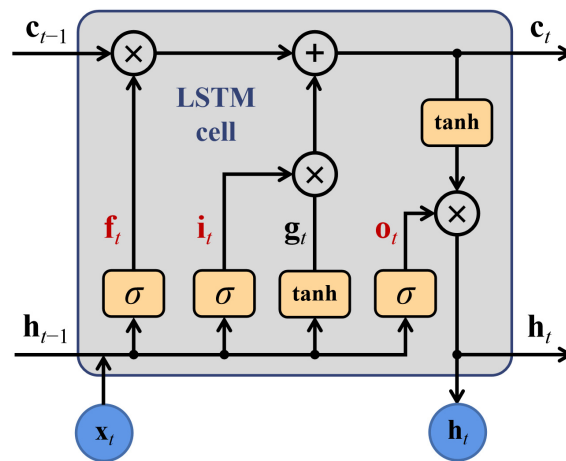 c_{t−1}
c_t
×
+
LSTM
cell
tanh
×
×
f_t
i_t
g_t
o_t
σ
σ
tanh
σ
h_{t−1}
h_t
x_t
h_t